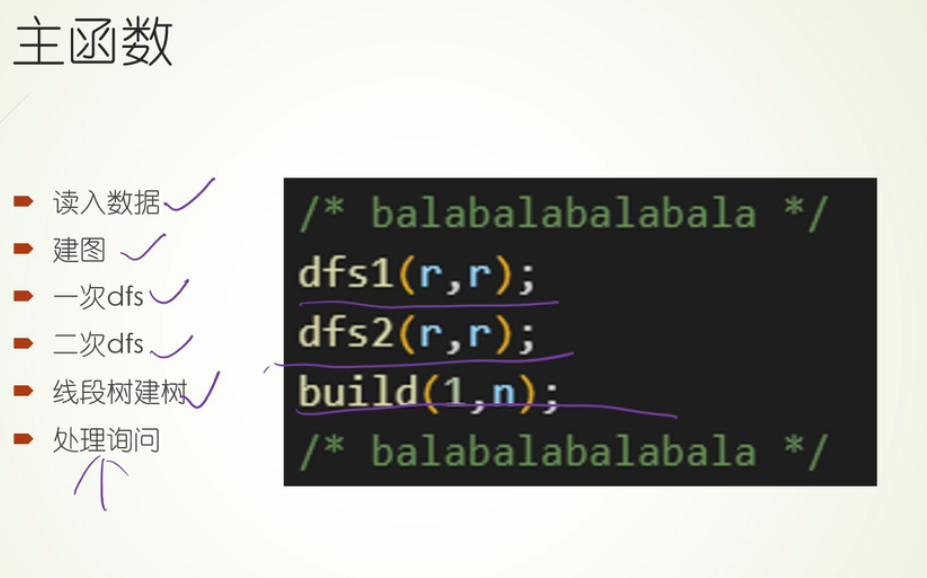 主函数
读入数据
建图
一次dfs
二次dfs
线段树建树
处理询问
/* balabalabalabala */
dfs1(r,r);
dfs2(r,r);
build(1,n);
/* balabalabalabala */